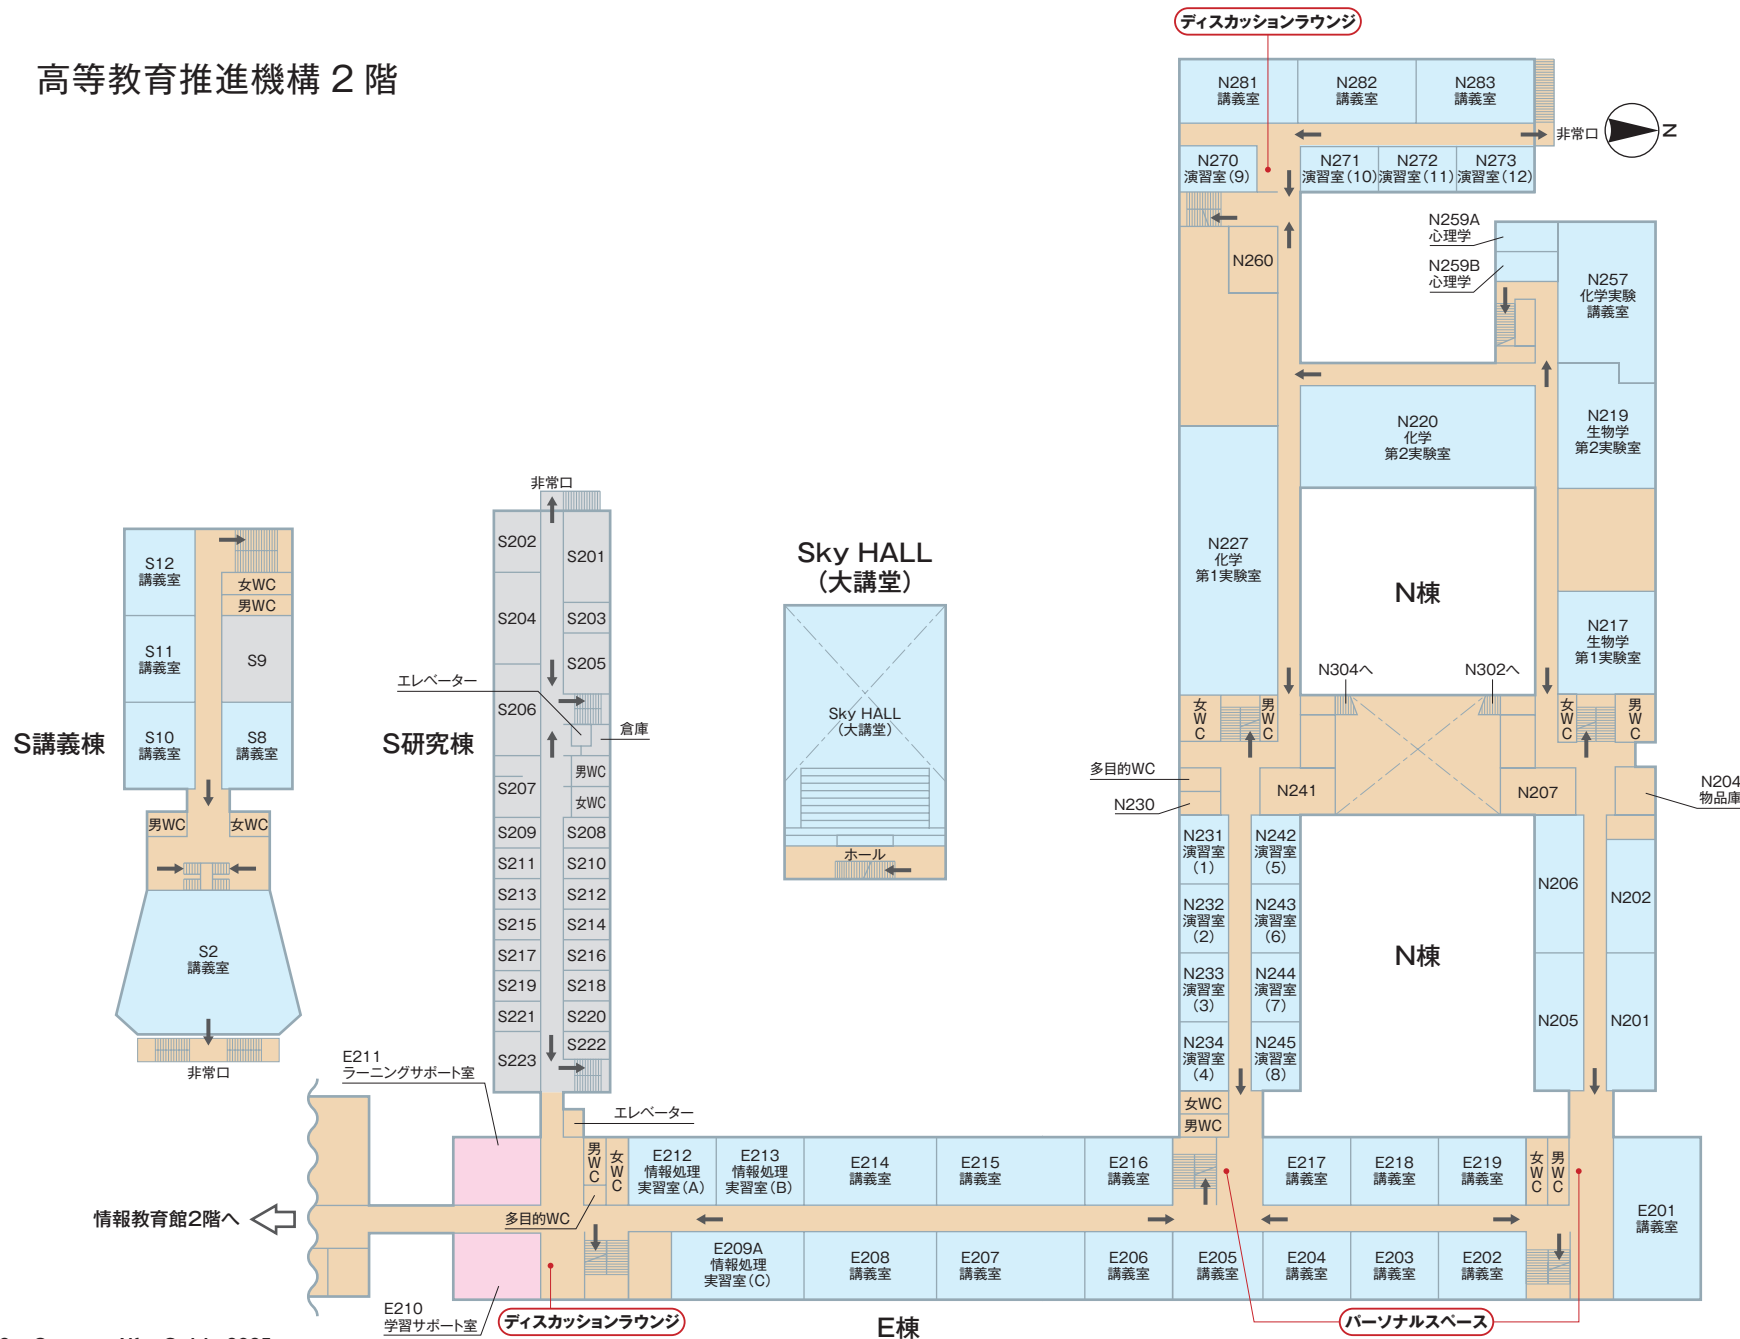 高等教育推進機構 2 階
ディスカッションラウンジ
N281
講義室
N282
講義室
N283
講義室
非常口
N
N270
演習室(9)
N271
演習室(10)
N272
演習室(11)
N273
演習室(12)
N259A
心理学
N259B
心理学
N260
N257
化学実験
講義室
N220
化学
第2実験室
N219
生物学
第2実験室
N227
化学
第1実験室
N棟
N217
生物学
第1実験室
N304へ
N302へ
女WC
男WC
女WC
男WC
多目的WC
N230
N241
N207
N204
物品庫
N231
演習室
(1)
N242
演習室
(5)
N232
演習室
(2)
N243
演習室
(6)
N233
演習室
(3)
N244
演習室
(7)
N234
演習室
(4)
N245
演習室
(8)
N棟
N206
N202
N205
N201
女WC
男WC
S講義棟
S12
講義室
女WC
男WC
S11
講義室
S9
S10
講義室
S8
講義室
男WC
女WC
S2
講義室
非常口
S研究棟
非常口
S202
S201
S204
S203
S205
エレベーター
S206
倉庫
男WC
S207
女WC
S209
S208
S211
S210
S213
S212
S215
S214
S217
S216
S219
S218
S221
S220
S223
S222
Sky HALL
(大講堂)
Sky HALL
(大講堂)
ホール
E211
ラーニングサポート室
エレベーター
男WC
女WC
E212
情報処理
実習室(A)
E213
情報処理
実習室(B)
E214
講義室
E215
講義室
E216
講義室
E217
講義室
E218
講義室
E219
講義室
女WC
男WC
E201
講義室
情報教育館2階へ
多目的WC
E209A
情報処理
実習室(C)
E208
講義室
E207
講義室
E206
講義室
E205
講義室
E204
講義室
E203
講義室
E202
講義室
E210
学習サポート室
ディスカッションラウンジ
E棟
パーソナルスペース